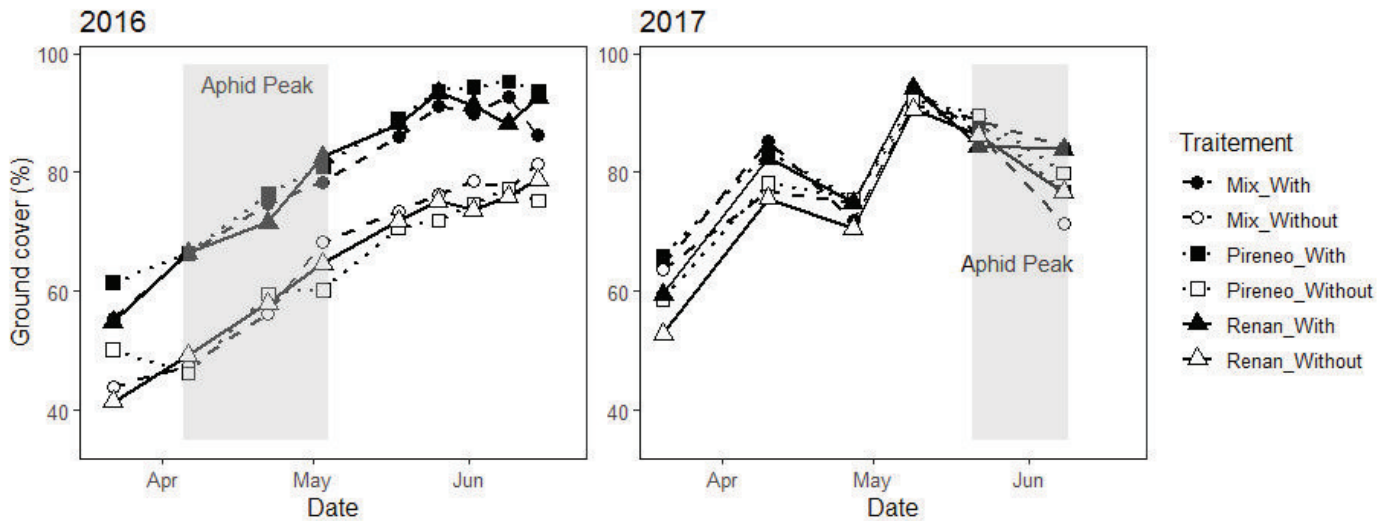 2016
2017
Ground cover (%)
100
80
60
40
Aphid Peak
Apr
May
Jun
Date
100
80
60
40
Aphid Peak
Apr
May
Jun
Date
Traitement
Mix_With
Mix_Without
Pireneo_With
Pireneo_Without
Renan_With
Renan_Without